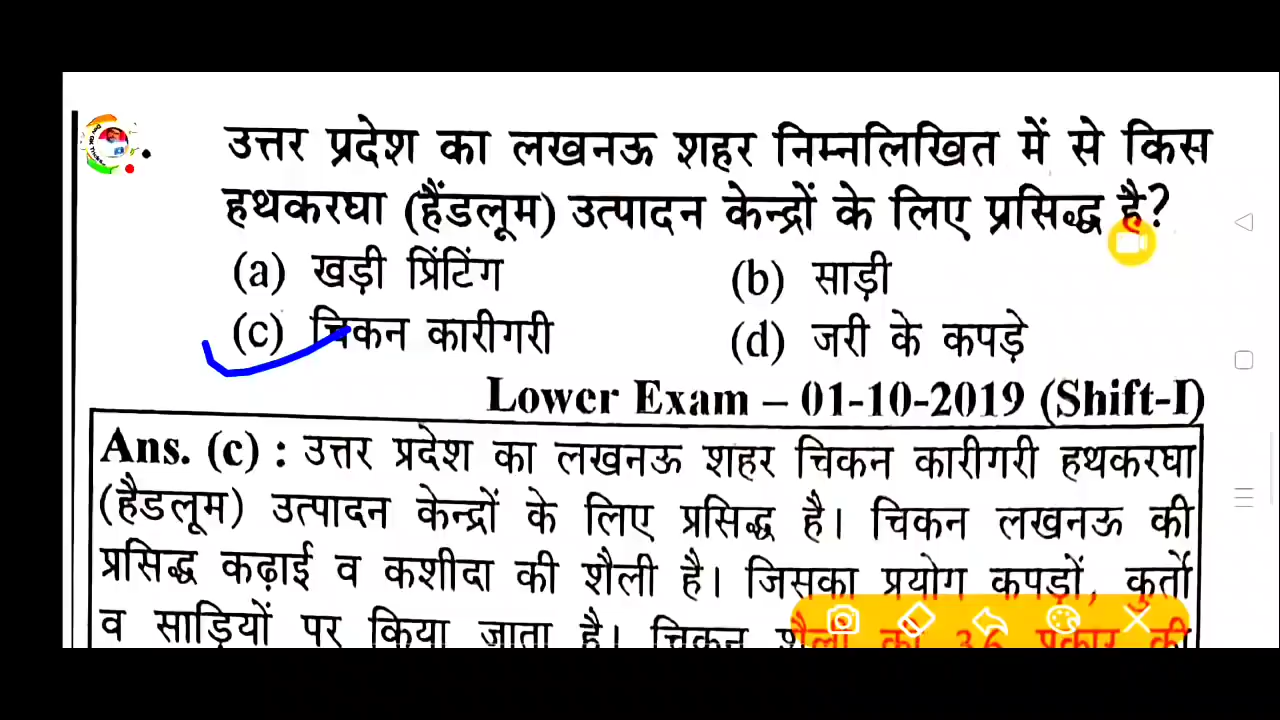 उत्तर प्रदेश का लखनऊ शहर निम्नलिखित में से किस
हथकरघा (हैंडलूम) उत्पादन केन्द्रों के लिए प्रसिद्ध है?
(a) खड़ी प्रिंटिंग (b) साड़ी
(c) चिकन कारीगरी (d) जरी के कपड़े
Lower Exam – 01-10-2019 (Shift-I)
Ans. (c) : उत्तर प्रदेश का लखनऊ शहर चिकन कारीगरी हथकरघा
(हैडलूम) उत्पादन केन्द्रों के लिए प्रसिद्ध है। चिकन लखनऊ की
प्रसिद्ध कढ़ाई व कशीदा की शैली है। जिसका प्रयोग कपड़ों, कुर्तो
व साड़ियों पर किया जाता है। चिकन शैली की 36 प्रकार की